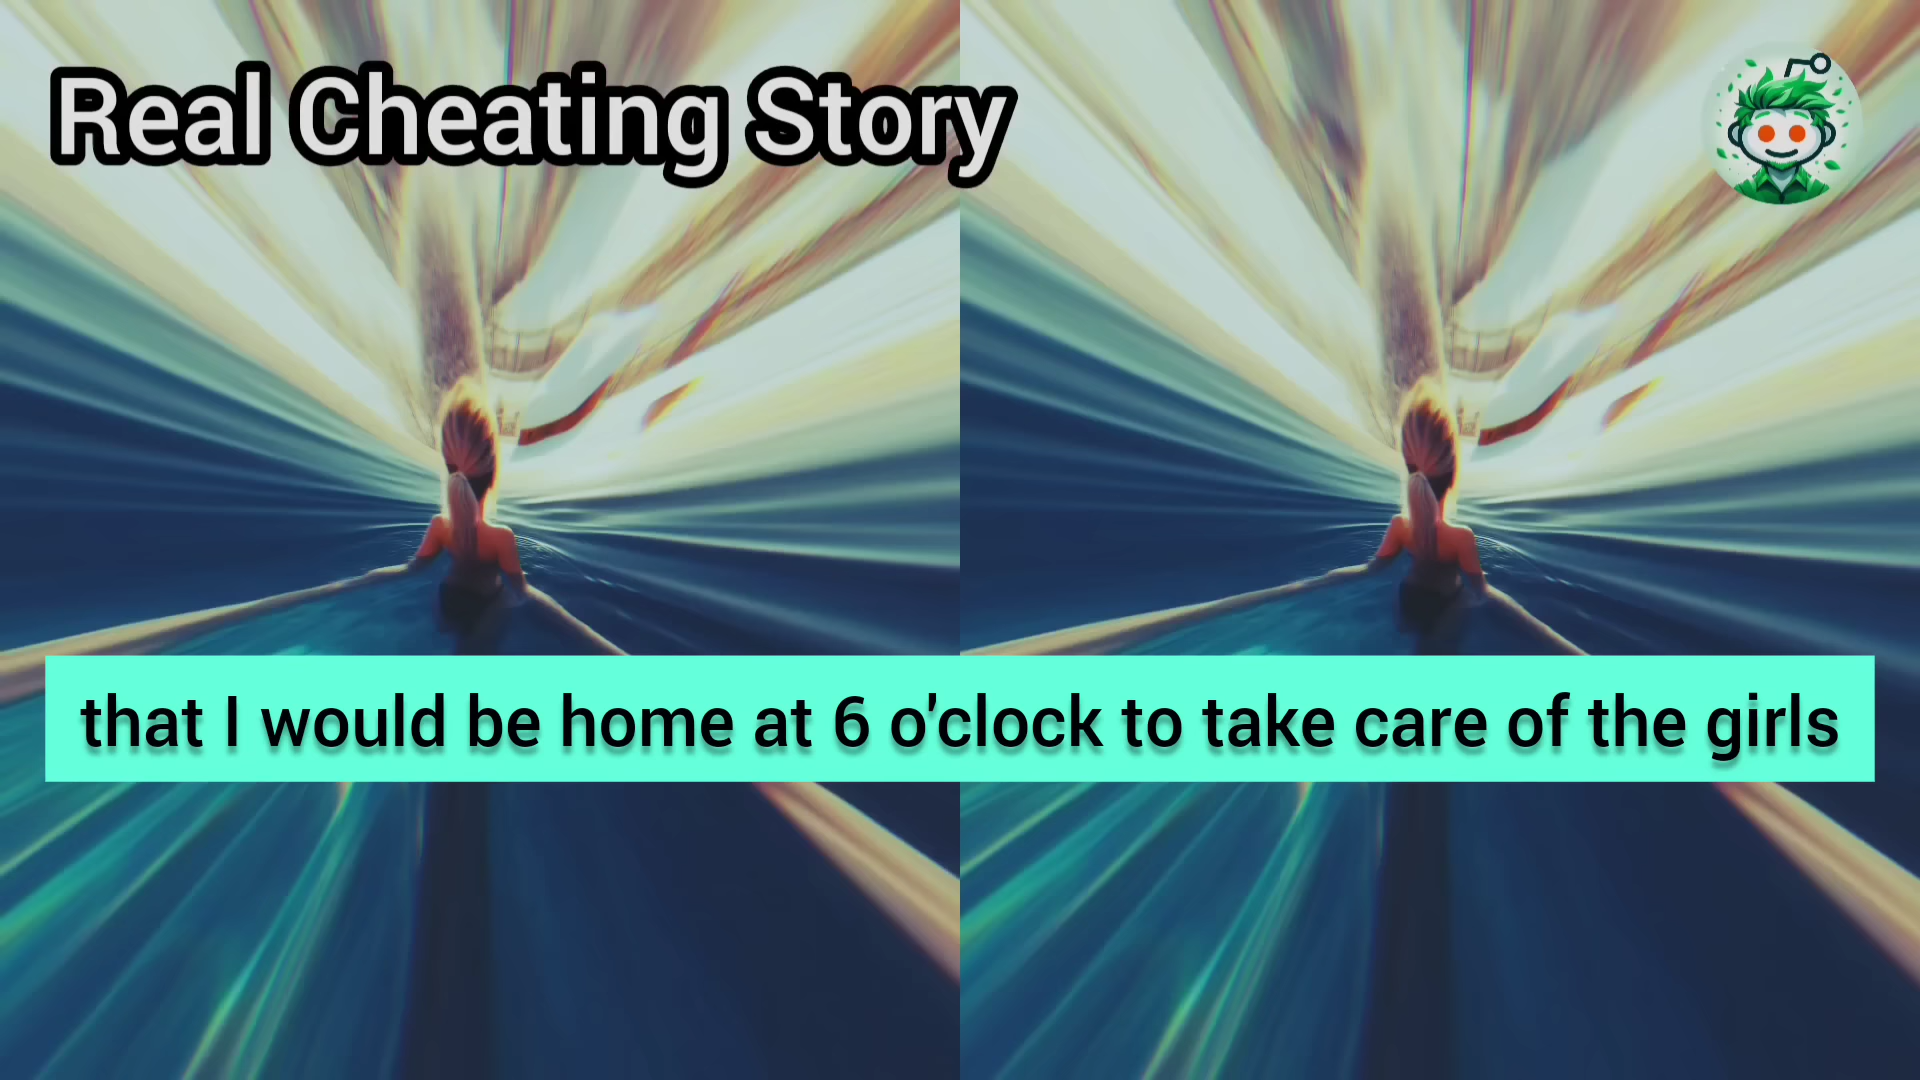 Real Cheating Story
that I would be home at 6 o'clock to take care of the girls